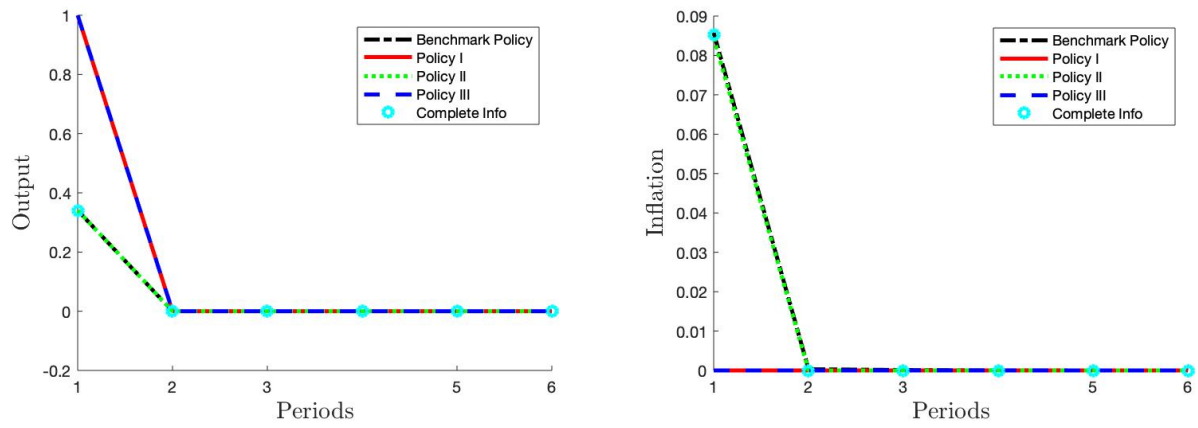 Output
1
0.8
0.6
0.4
0.2
0
-0.2
1 2 3 5 6
Periods
Benchmark Policy
Policy I
Policy II
Policy III
Complete Info
Inflation
0.09
0.08
0.07
0.06
0.05
0.04
0.03
0.02
0.01
0
1 2 3 5 6
Periods
Benchmark Policy
Policy I
Policy II
Policy III
Complete Info